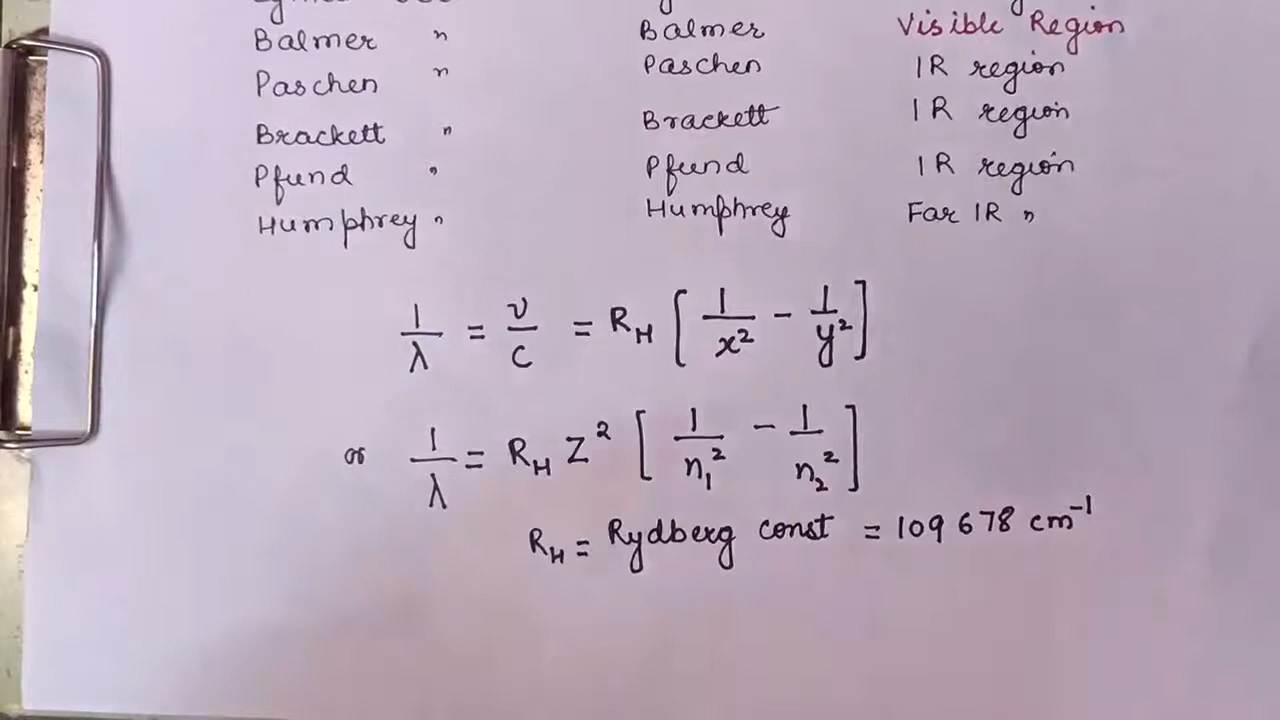 Balmer " Balmer Visible Region
Paschen " Paschen IR region
Brackett " Brackett IR region
Pfund " Pfund IR region
Humphrey " Humphrey Far IR "
1/λ = ν/c = R_H [1/x² - 1/y²]
or 1/λ = R_H Z² [1/n₁² - 1/n₂²]
R_H = Rydberg const = 109678 cm⁻¹